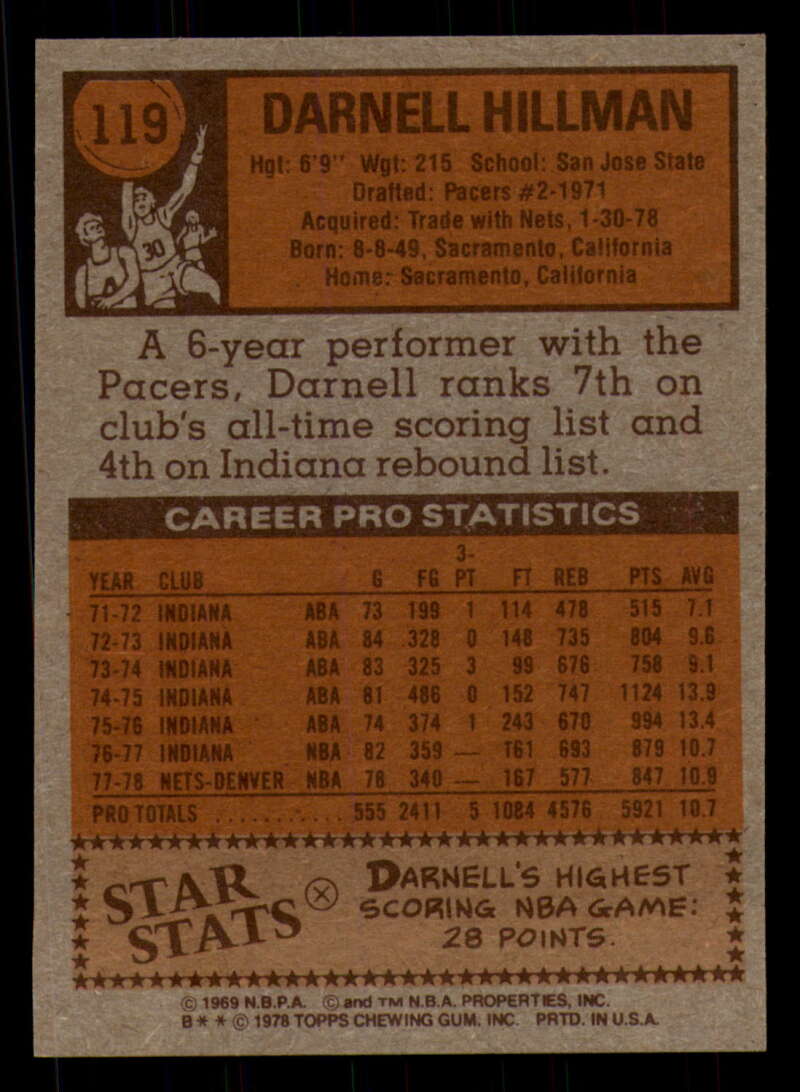 119
DARNELL HILLMAN
Hgt: 6'9" Wgt: 215 School: San Jose State
Drafted: Pacers #2-1971
Acquired: Trade with Nets, 1-30-78
Born: 8-8-49, Sacramento, California
Home: Sacramento, California
30
A 6-year performer with the
Pacers, Darnell ranks 7th on
club's all-time scoring list and
4th on Indiana rebound list.
CAREER PRO STATISTICS
YEAR CLUB G FG 3-PT FT REB PTS AVG
71-72 INDIANA ABA 73 199 1 114 478 515 7.1
72-73 INDIANA ABA 84 328 0 148 735 804 9.6
73-74 INDIANA ABA 83 325 3 99 676 758 9.1
74-75 INDIANA ABA 81 486 0 152 747 1124 13.9
75-76 INDIANA ABA 74 374 1 243 670 994 13.4
76-77 INDIANA NBA 82 359 — 161 693 879 10.7
77-78 NETS-DENVER NBA 78 340 — 167 577 847 10.9
PRO TOTALS ............ 555 2411 5 1084 4576 5921 10.7
STAR
STATS
DARNELL'S HIGHEST
SCORING NBA GAME:
28 POINTS.
© 1969 N.B.P.A. © and TM N.B.A. PROPERTIES, INC.
B * * © 1978 TOPPS CHEWING GUM, INC. PRTD. IN U.S.A.